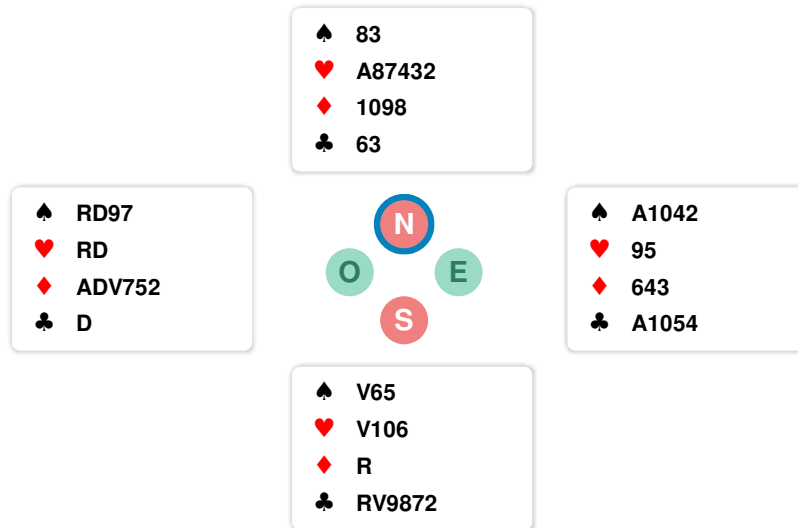 ♠ 83
♥ A87432
♦ 1098
♣ 63
♠ RD97
♥ RD
♦ ADV752
♣ D
N
O E
S
♠ A1042
♥ 95
♦ 643
♣ A1054
♠ V65
♥ V106
♦ R
♣ RV9872